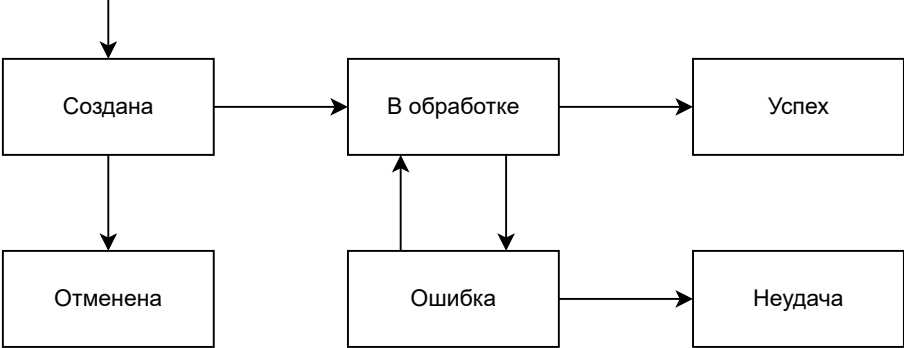 Создана
В обработке
Успех
Отменена
Ошибка
Неудача